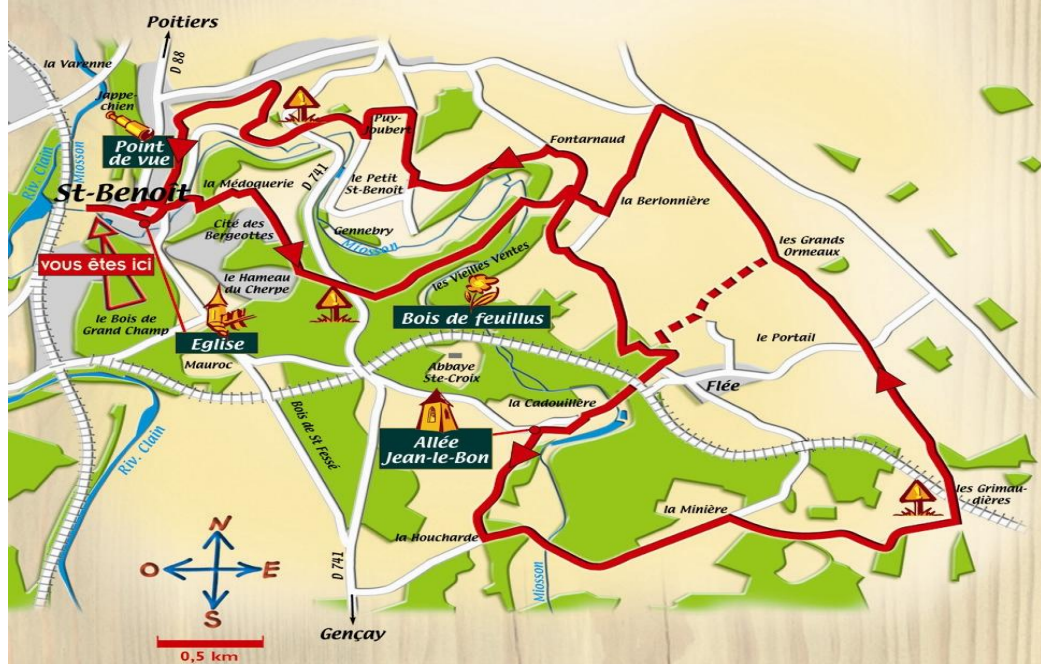 Poitiers
D 88
la Varenne
Jappe-
chien
Point
de vue
Miosson
Riv. Clain
St-Benoît
la Médoguerie
D 741
Puy-
Joubert
Fontarnaud
le Petit
St-Benoît
la Berlonnière
Cité des
Bergeottes
Gennebry
Miosson
les Grands
Ormeaux
vous êtes ici
le Hameau
du Cherpe
les Vieilles Ventes
le Bois de
Grand Champ
Eglise
Bois de feuillus
le Portail
Mauroc
Abbaye
Ste-Croix
Flée
la Cadouillère
Bois de St Fessé
Allée
Jean-le-Bon
Riv. Clain
les Grimau-
dières
la Minière
la Houcharde
N
O
E
S
Miosson
D 741
Gençay
0,5 km